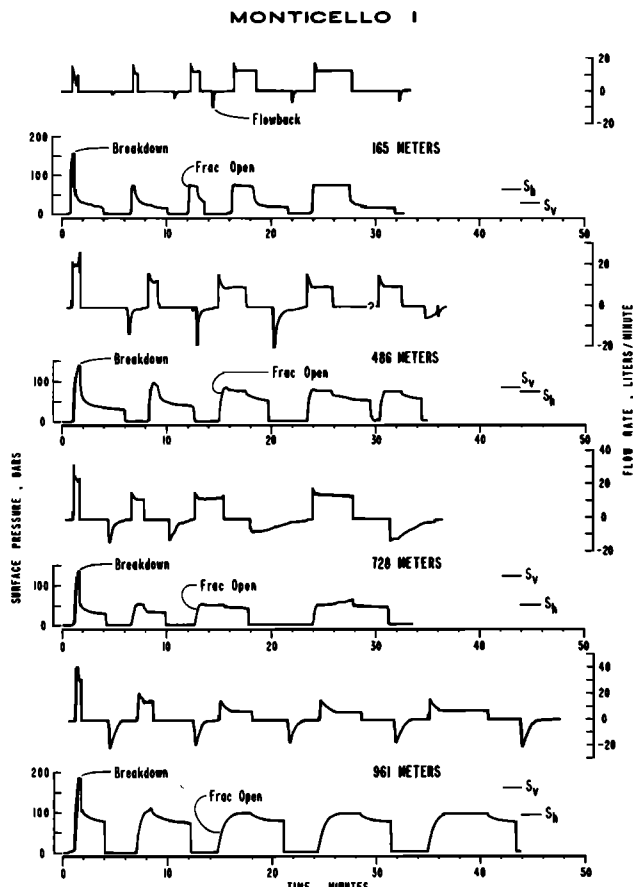 MONTICELLO I
20
0
-20
Flowback
200
100
0
Breakdown
Frac Open
165 METERS
Sh
Sv
0 10 20 30 40 50
20
0
-20
?
100
0
Breakdown
Frac Open
486 METERS
Sv
Sh
0 10 20 30 40 50
SURFACE PRESSURE , BARS
FLOW RATE , LITERS/MINUTE
40
20
0
-20
100
0
Breakdown
Frac Open
728 METERS
Sv
Sh
0 10 20 30 40 50
40
20
0
-20
200
100
0
Breakdown
Frac Open
961 METERS
Sv
Sh
0 10 20 30 40 50
TIME , MINUTES